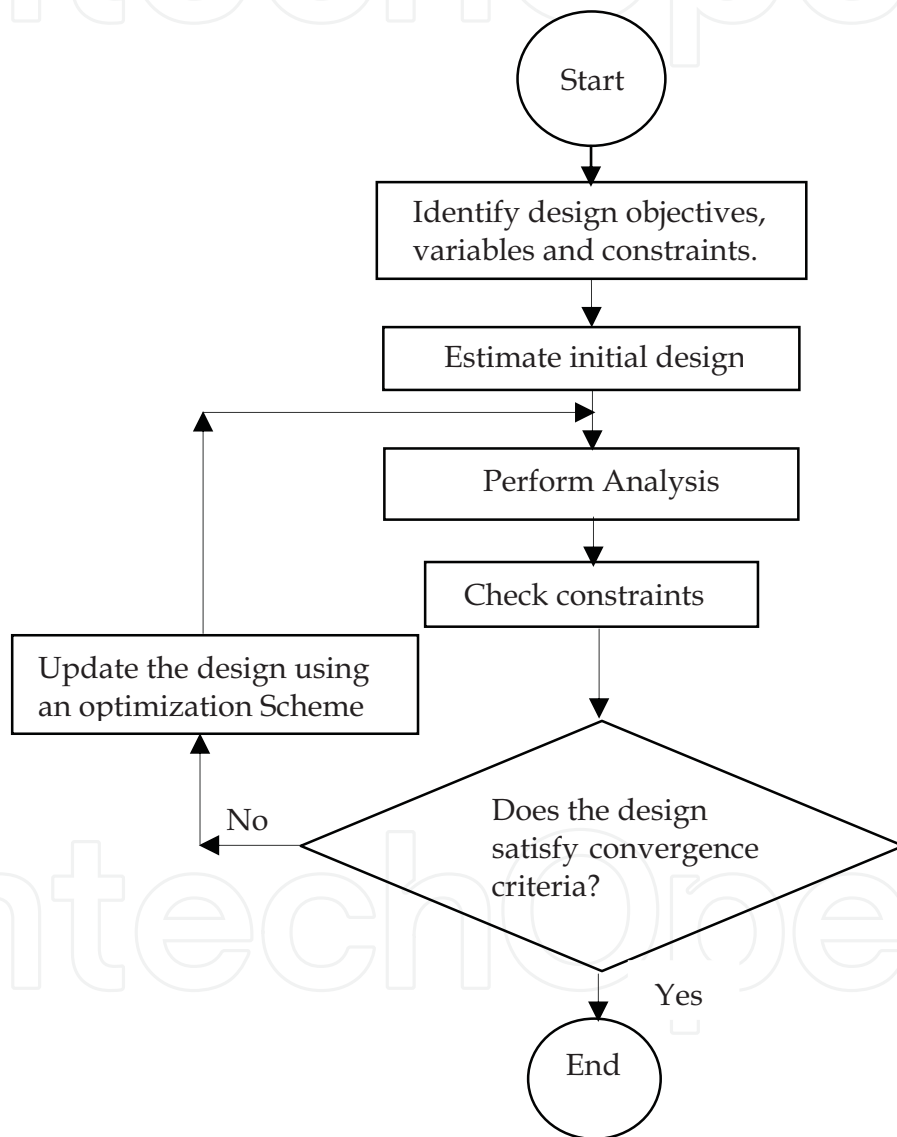 Start
Identify design objectives,
variables and constraints.
Estimate initial design
Perform Analysis
Check constraints
Update the design using
an optimization Scheme
No
Does the design
satisfy convergence
criteria?
Yes
End